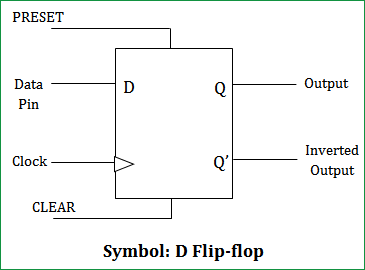 PRESET
Data
Pin
D
Q
Output
Clock
Q'
Inverted
Output
CLEAR
Symbol: D Flip-flop